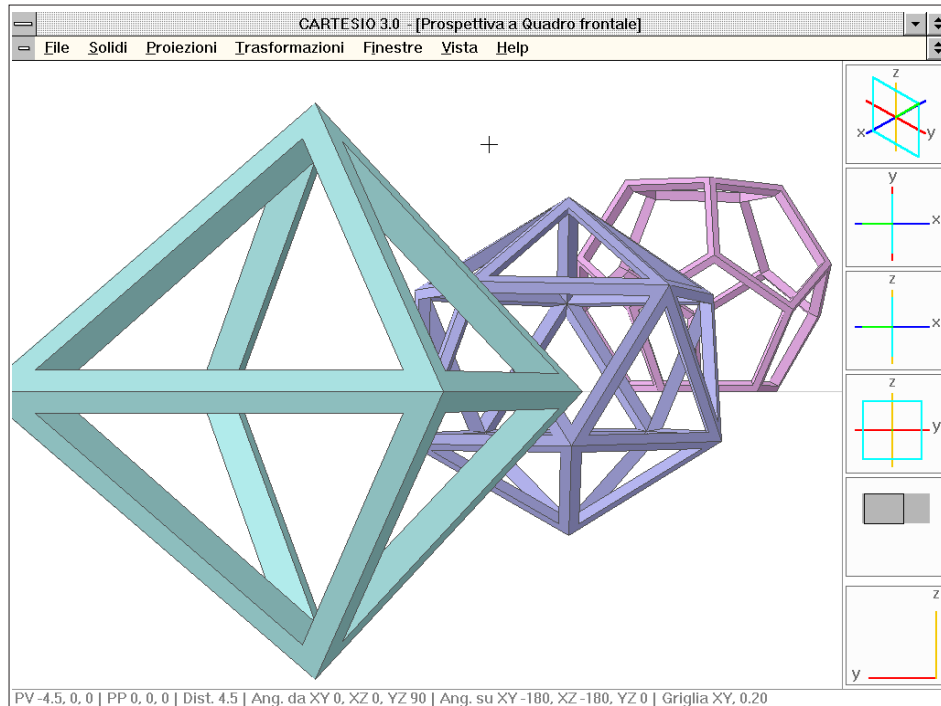 CARTESIO 3.0 - [Prospettiva a Quadro frontale]
File Solidi Proiezioni Trasformazioni Finestre Vista Help
z
x y
y
x
z
x
z
y
z
y
PV -4.5, 0, 0 | PP 0, 0, 0 | Dist. 4.5 | Ang. da XY 0, XZ 0, YZ 90 | Ang. su XY -180, XZ -180, YZ 0 | Griglia XY, 0.20